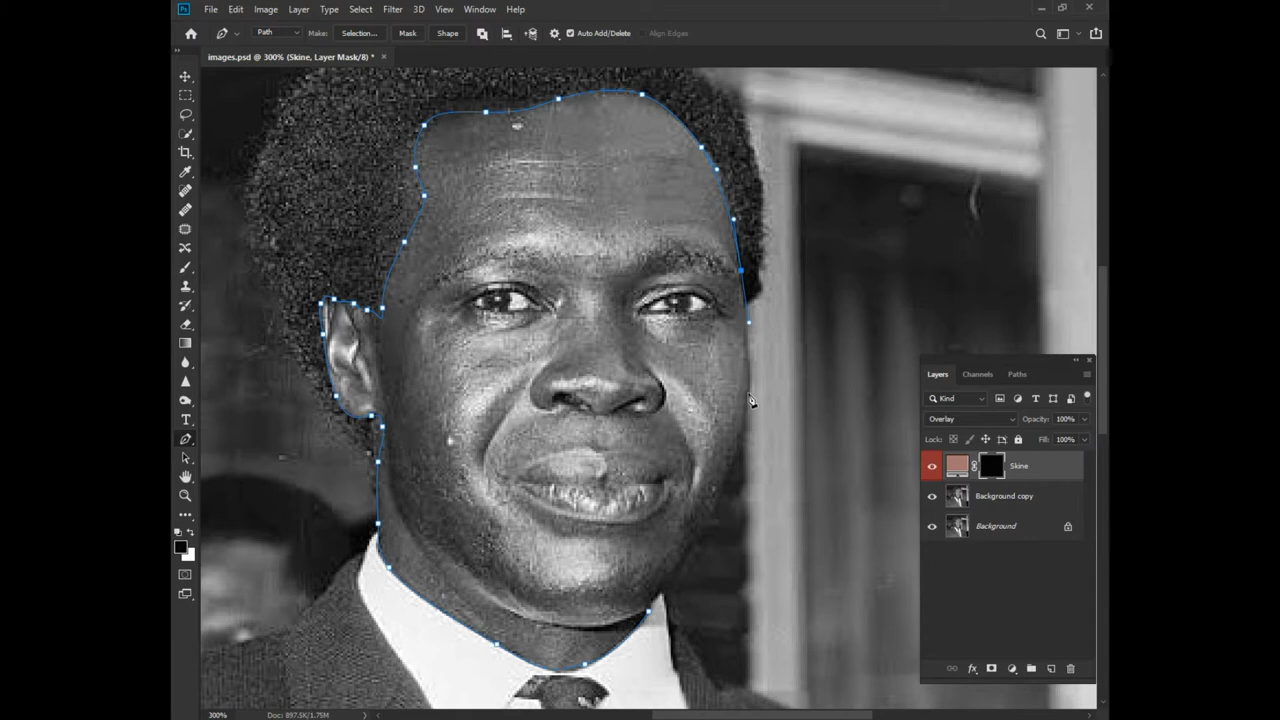 Ps File Edit Image Layer Type Select Filter 3D View Window Help
Path Make: Selection... Mask Shape Auto Add/Delete Align Edges
images.psd @ 300% (Skine, Layer Mask/8) *
Layers Channels Paths
Kind
Overlay Opacity: 100%
Lock: Fill: 100%
Skine
Background copy
Background
fx
300% Doc: 897.5K/1.75M